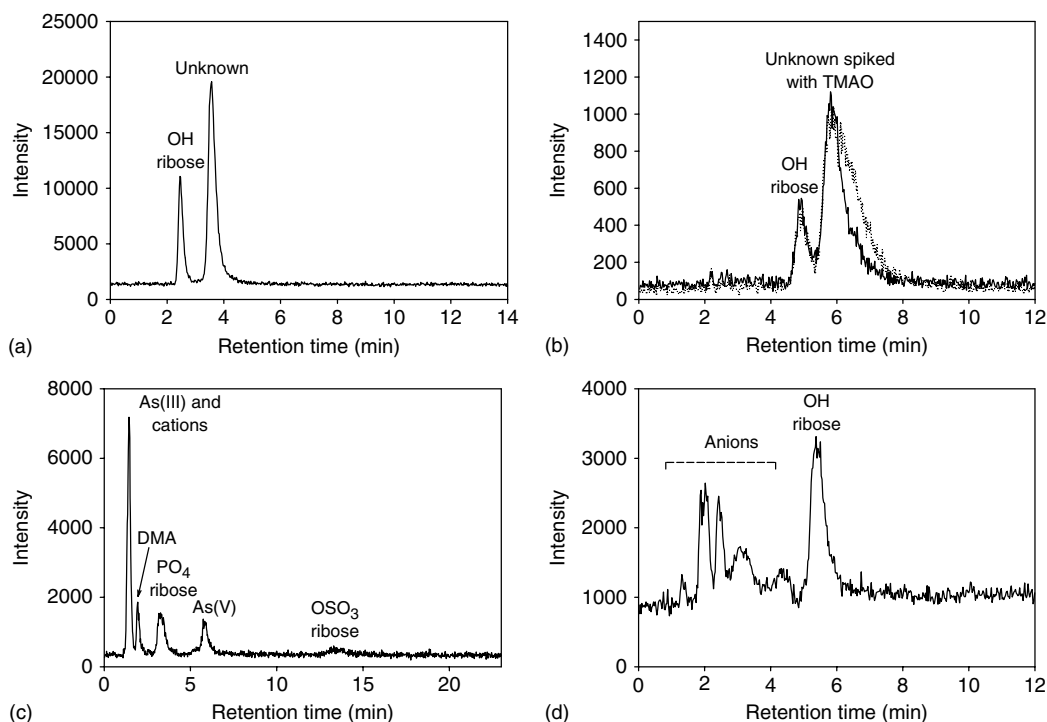 25000
20000
15000
10000
5000
0
Intensity
Unknown
OH
ribose
0 2 4 6 8 10 12 14
Retention time (min)
(a)
1400
1200
1000
800
600
400
200
0
Intensity
Unknown spiked
with TMAO
OH
ribose
0 2 4 6 8 10 12
Retention time (min)
(b)
8000
6000
4000
2000
0
Intensity
As(III) and
cations
DMA
PO4
ribose
As(V)
OSO3
ribose
0 5 10 15 20
Retention time (min)
(c)
4000
3000
2000
1000
0
Intensity
OH
ribose
Anions
0 2 4 6 8 10 12
Retention time (min)
(d)